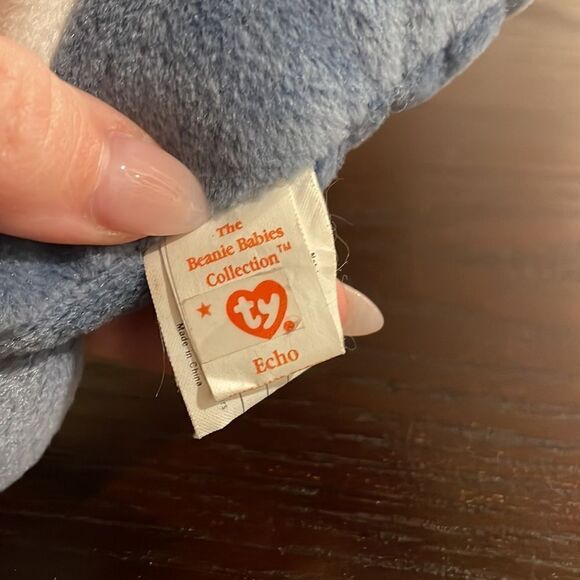 The
Beanie Babies
Collection™
★ ty ®
Echo
Made in China